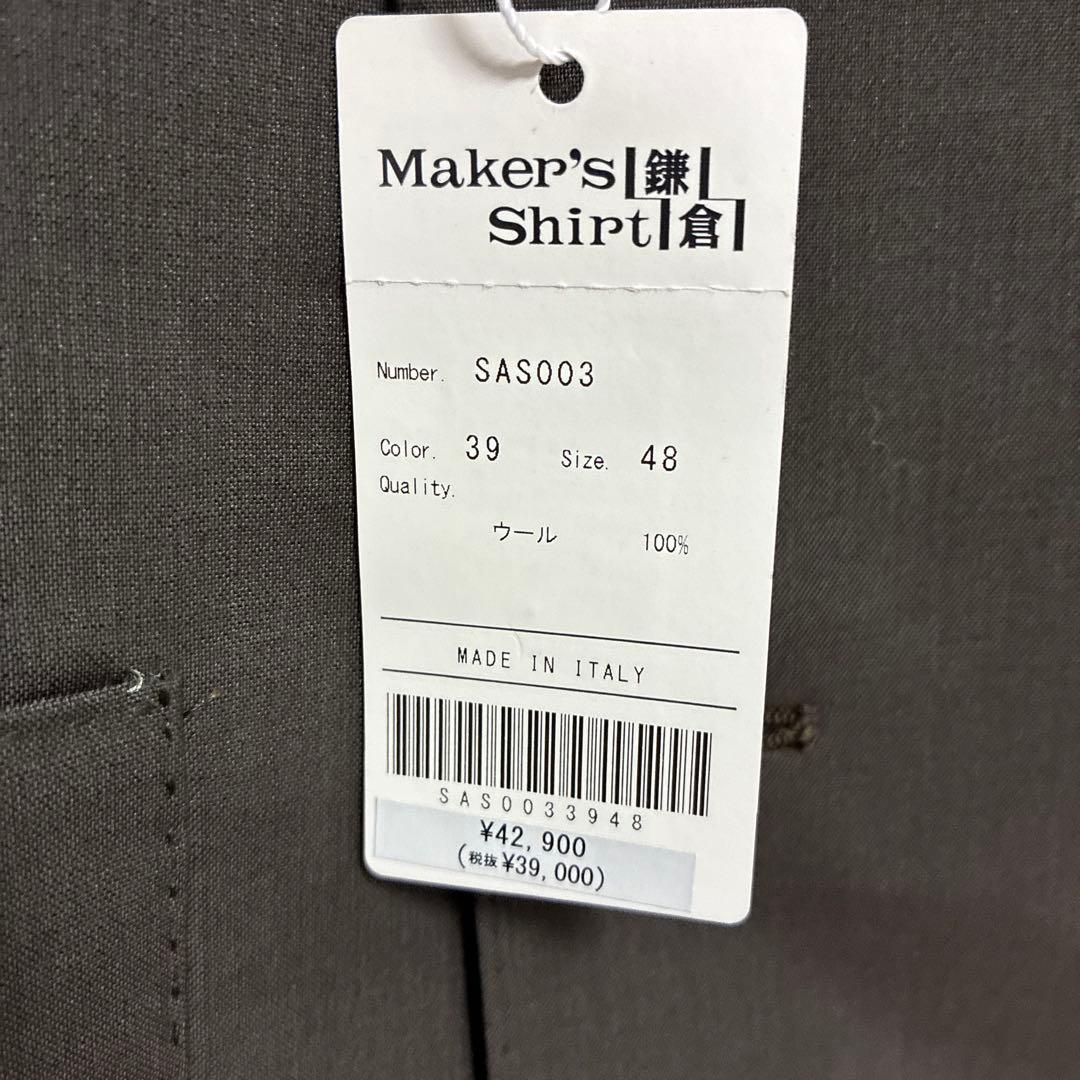 Maker's 鎌
Shirt 倉
Number. SAS003
Color. 39 Size. 48
Quality.
ウール 100%
MADE IN ITALY
SAS0033948
¥42,900
(税抜¥39,000)